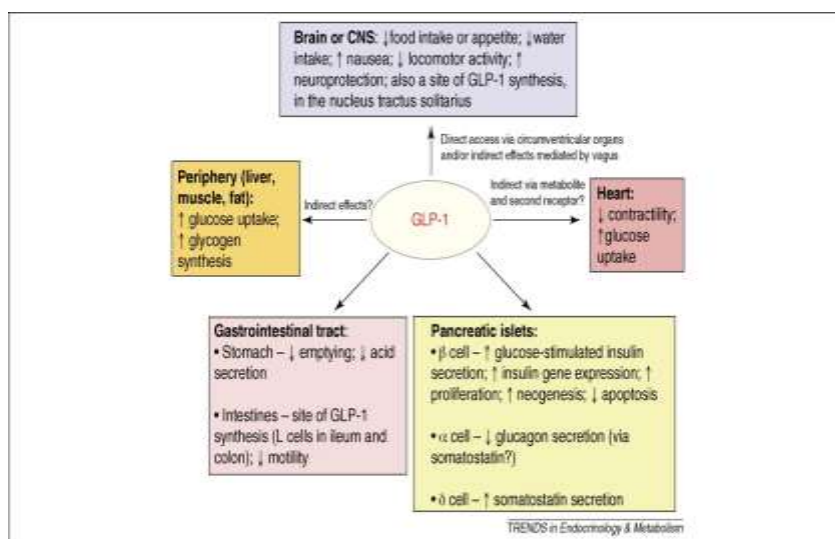 Brain or CNS: ↓food intake or appetite; ↓water
intake; ↑ nausea; ↓ locomotor activity; ↑
neuroprotection; also a site of GLP-1 synthesis,
in the nucleus tractus solitarius
Direct access via circumventricular organs
and/or indirect effects mediated by vagus
Periphery (liver,
muscle, fat):
↑ glucose uptake;
↑ glycogen
synthesis
Indirect effects?
GLP-1
Indirect via metabolite
and second receptor?
Heart:
↓ contractility;
↑glucose
uptake
Gastrointestinal tract:
• Stomach – ↓ emptying; ↓ acid
secretion
• Intestines – site of GLP-1
synthesis (L cells in ileum and
colon); ↓ motility
Pancreatic islets:
• β cell – ↑ glucose-stimulated insulin
secretion; ↑ insulin gene expression; ↑
proliferation; ↑ neogenesis; ↓ apoptosis
• α cell – ↓ glucagon secretion (via
somatostatin?)
• δ cell – ↑ somatostatin secretion
TRENDS in Endocrinology & Metabolism